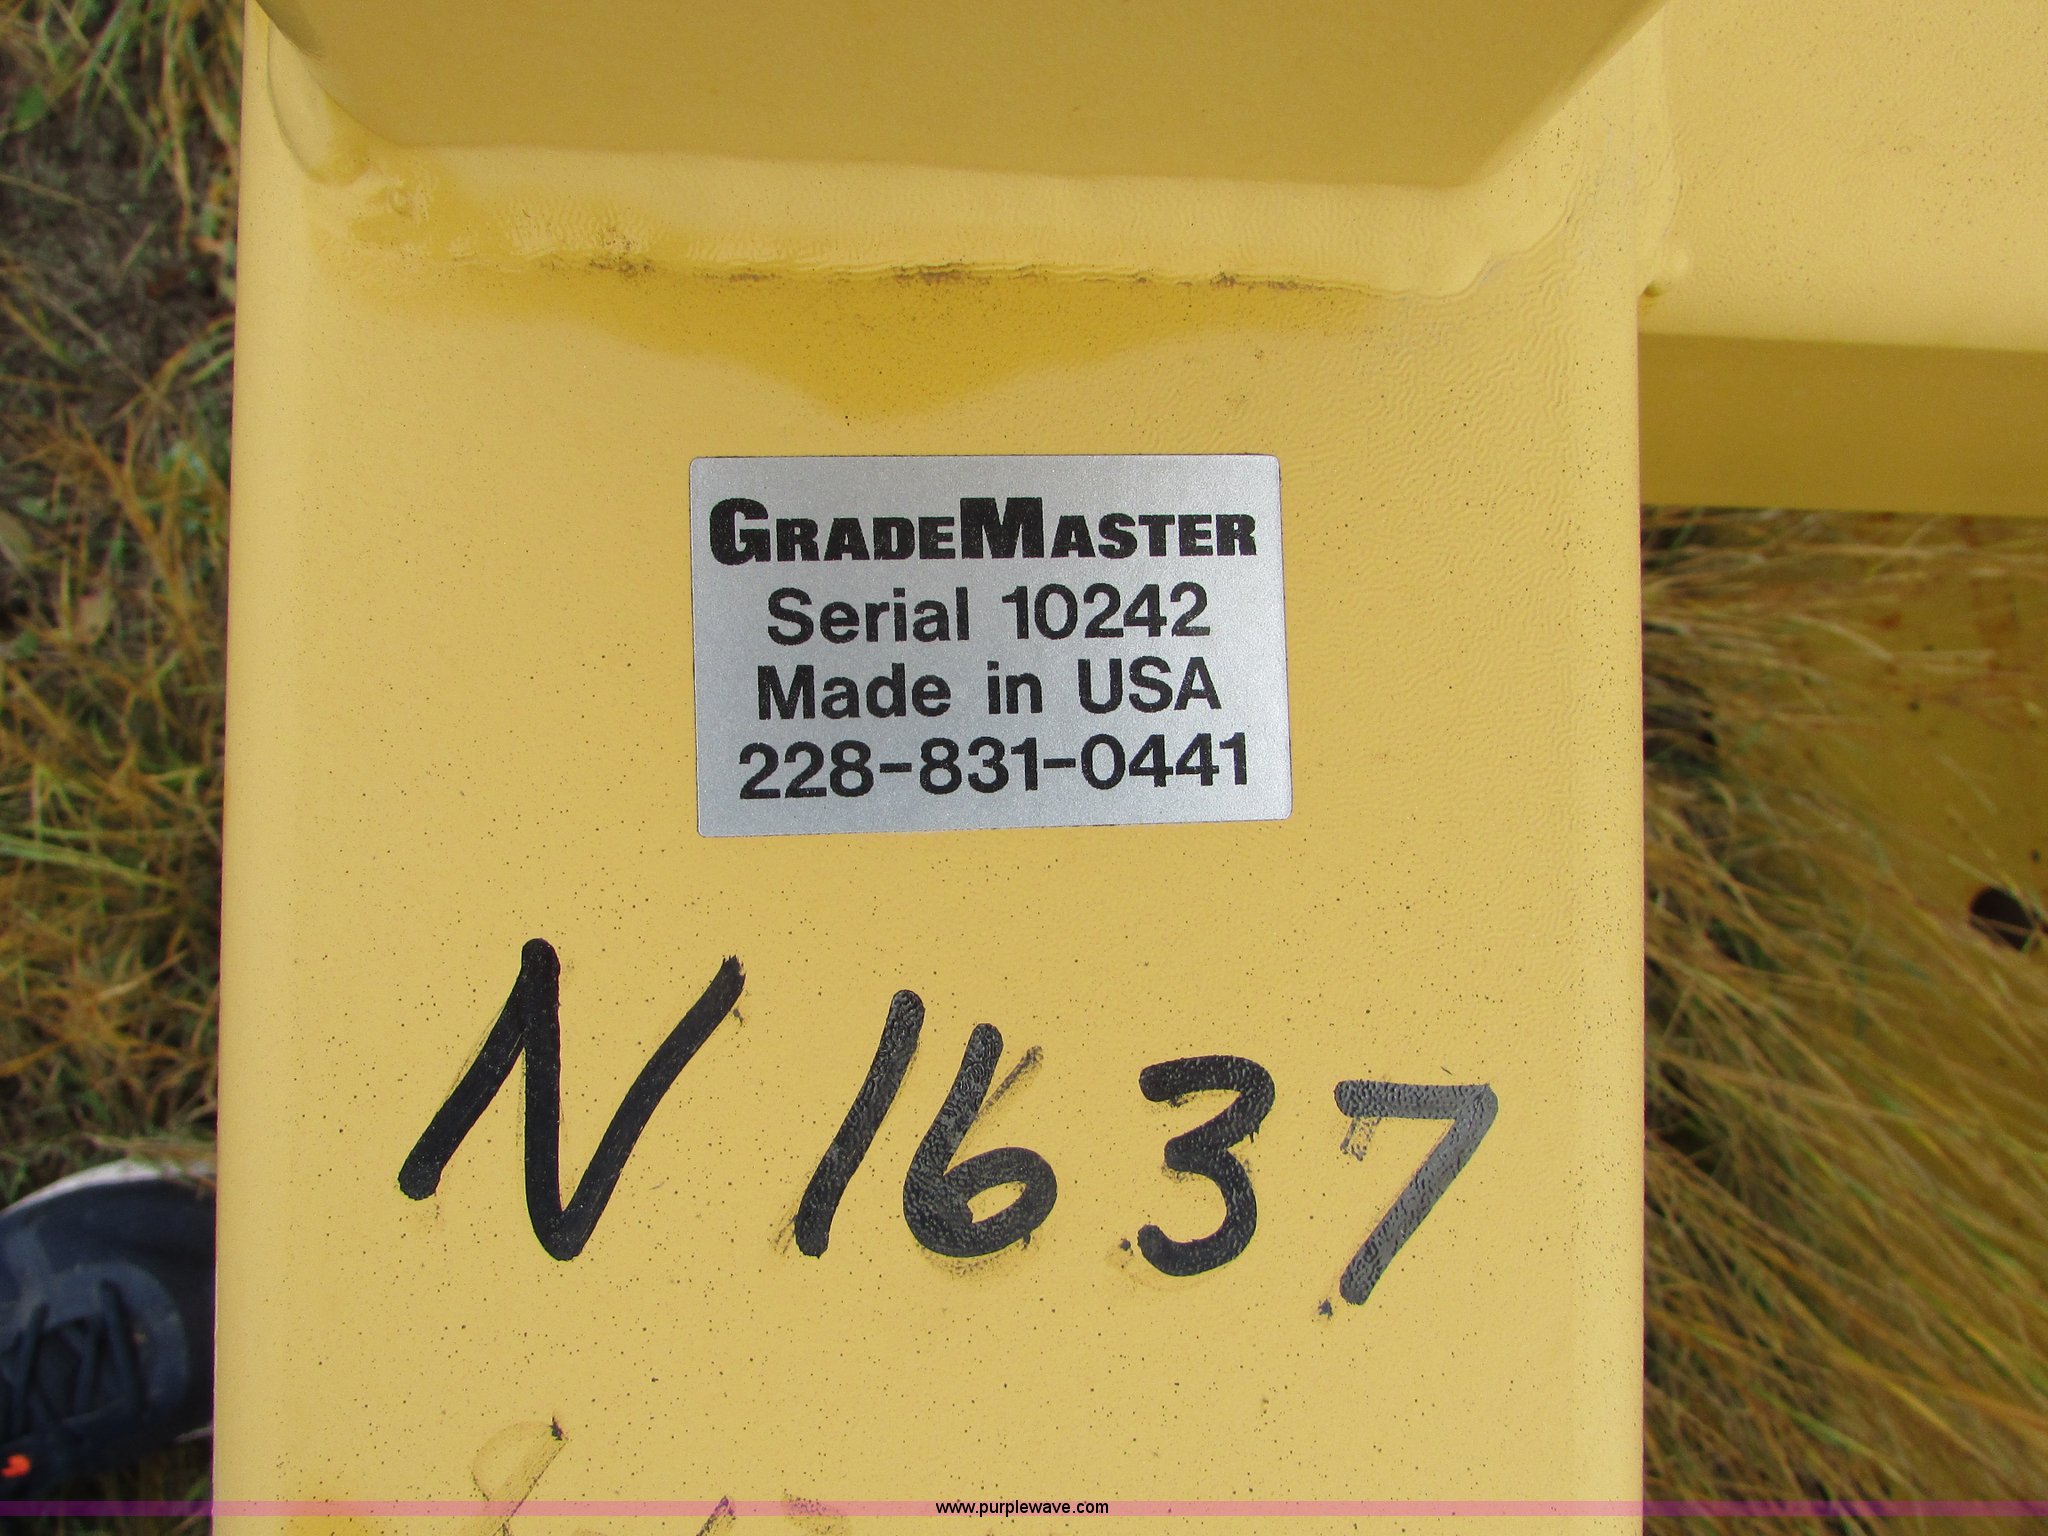 GRADEMASTER
Serial 10242
Made in USA
228-831-0441
N 1637
www.purplewave.com